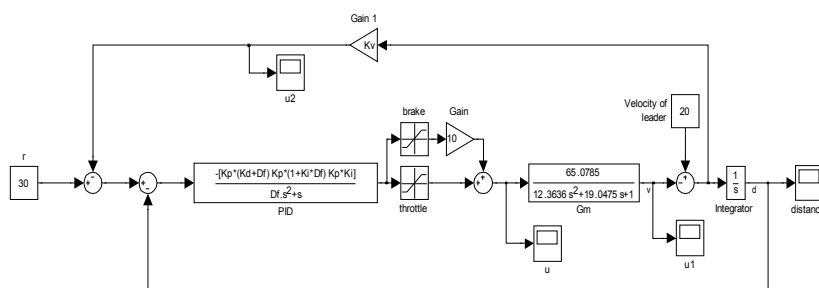 Gain 1
Kv
u2
brake
Gain
10
Velocity of
leader
20
r
30
-[Kp*(Kd+Df) Kp*(1+Ki*Df) Kp*Ki]
Df.s²+s
PID
throttle
65.0785
12.3636 s²+19.0475 s+1
Gm
v
1
s
Integrator
d
distanc
u
u1